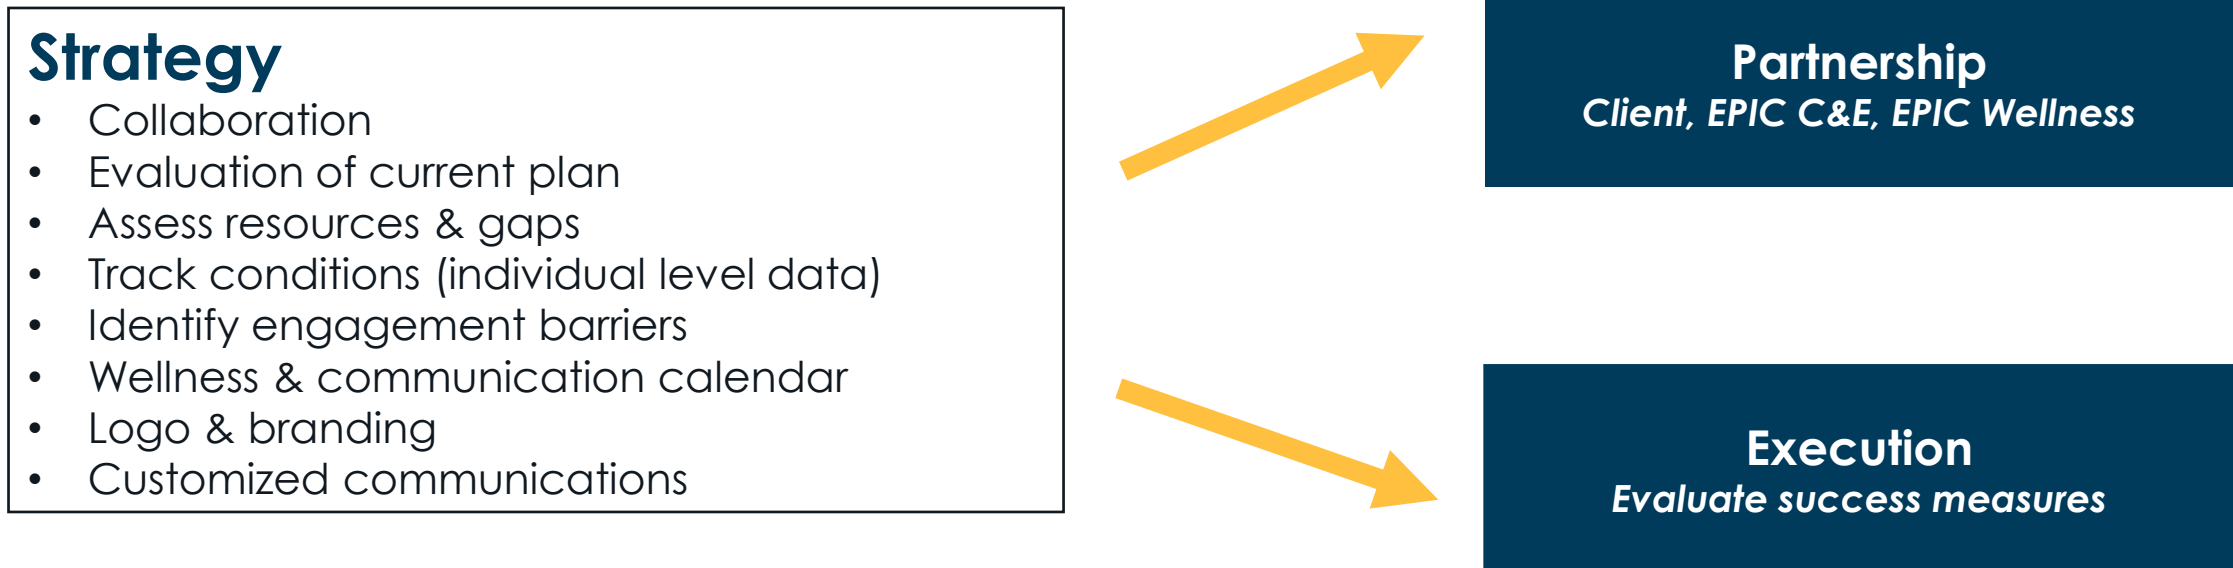 Strategy
• Collaboration
• Evaluation of current plan
• Assess resources & gaps
• Track conditions (individual level data)
• Identify engagement barriers
• Wellness & communication calendar
• Logo & branding
• Customized communications
Partnership
Client, EPIC C&E, EPIC Wellness
Execution
Evaluate success measures